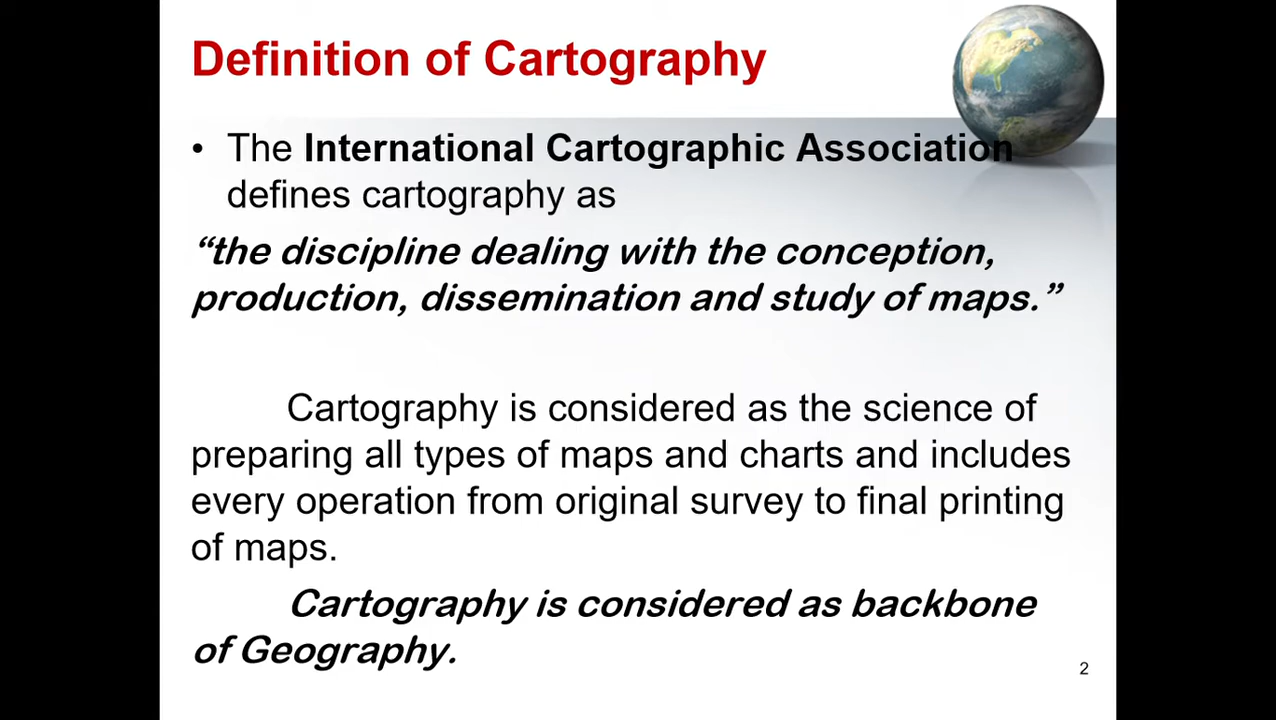 Definition of Cartography
• The International Cartographic Association
defines cartography as
“the discipline dealing with the conception,
production, dissemination and study of maps.”
Cartography is considered as the science of
preparing all types of maps and charts and includes
every operation from original survey to final printing
of maps.
Cartography is considered as backbone
of Geography.
2